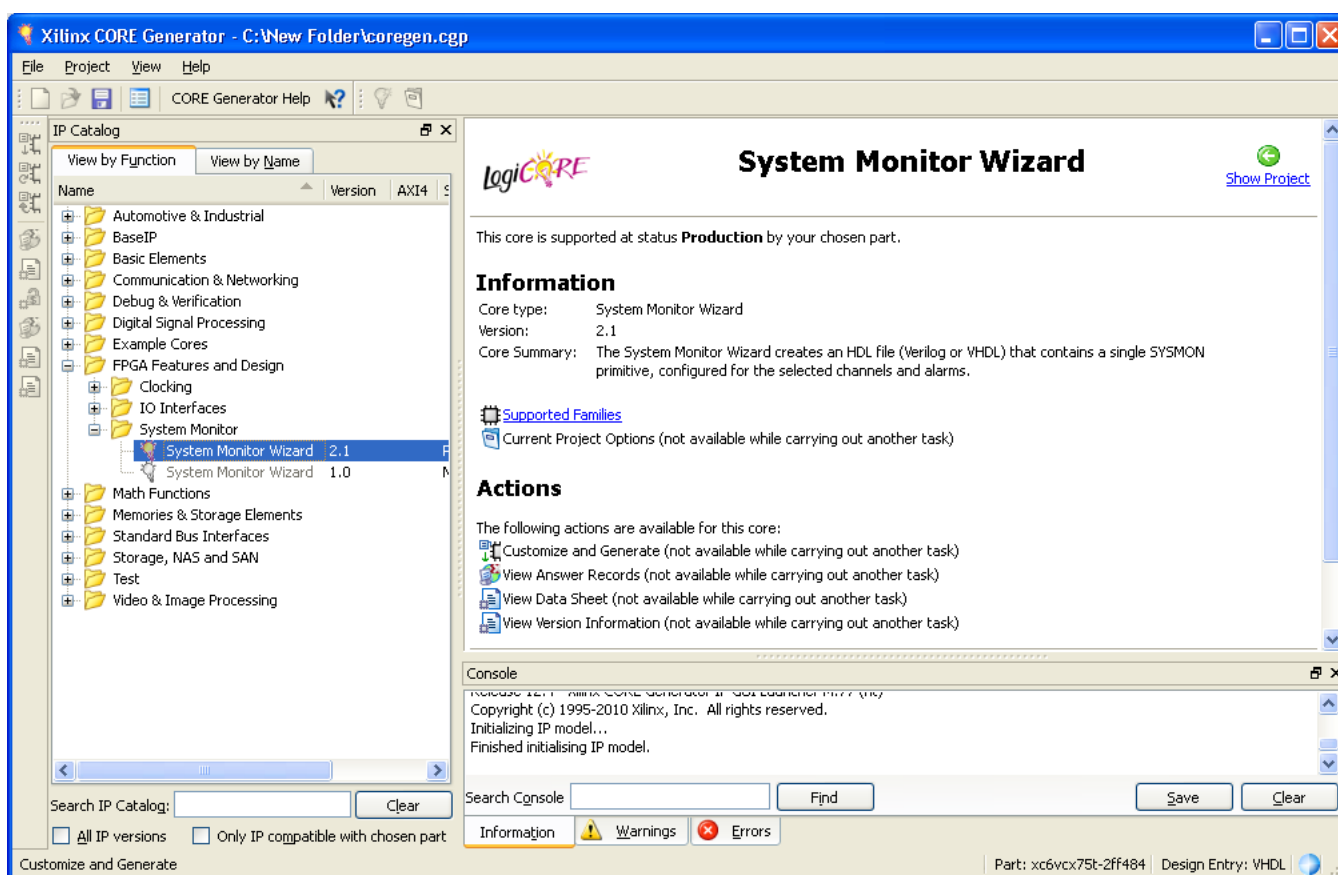 Xilinx CORE Generator - C:\New Folder\coregen.cgp
File Project View Help
CORE Generator Help
IP Catalog
View by Function View by Name
Name Version AXI4
Automotive & Industrial
BaseIP
Basic Elements
Communication & Networking
Debug & Verification
Digital Signal Processing
Example Cores
FPGA Features and Design
Clocking
IO Interfaces
System Monitor
System Monitor Wizard 2.1
System Monitor Wizard 1.0
Math Functions
Memories & Storage Elements
Standard Bus Interfaces
Storage, NAS and SAN
Test
Video & Image Processing
Search IP Catalog: Clear
All IP versions Only IP compatible with chosen part
LogiCORE
System Monitor Wizard
Show Project
This core is supported at status Production by your chosen part.
Information
Core type: System Monitor Wizard
Version: 2.1
Core Summary: The System Monitor Wizard creates an HDL file (Verilog or VHDL) that contains a single SYSMON
primitive, configured for the selected channels and alarms.
Supported Families
Current Project Options (not available while carrying out another task)
Actions
The following actions are available for this core:
Customize and Generate (not available while carrying out another task)
View Answer Records (not available while carrying out another task)
View Data Sheet (not available while carrying out another task)
View Version Information (not available while carrying out another task)
Console
Copyright (c) 1995-2010 Xilinx, Inc. All rights reserved.
Initializing IP model...
Finished initialising IP model.
Search Console Find Save Clear
Information Warnings Errors
Customize and Generate
Part: xc6vcx75t-2ff484 Design Entry: VHDL